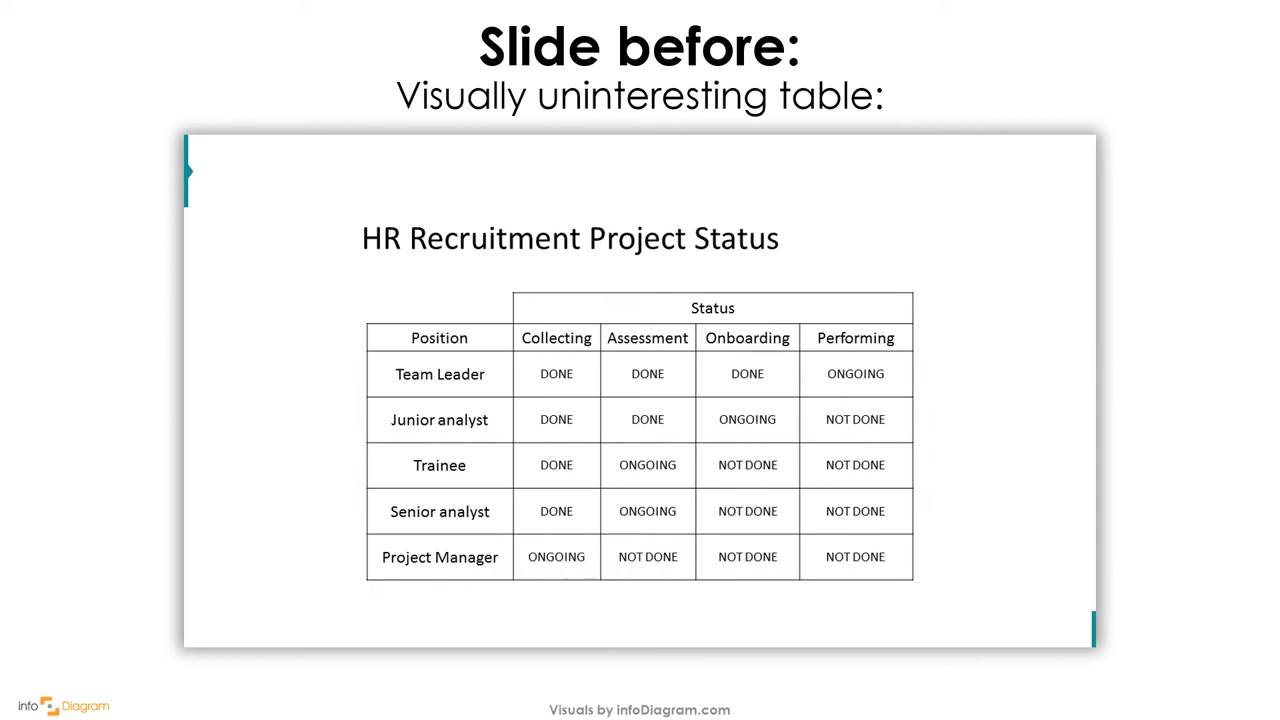 Slide before:
Visually uninteresting table:
HR Recruitment Project Status
Status
Position Collecting Assessment Onboarding Performing
Team Leader DONE DONE DONE ONGOING
Junior analyst DONE DONE ONGOING NOT DONE
Trainee DONE ONGOING NOT DONE NOT DONE
Senior analyst DONE ONGOING NOT DONE NOT DONE
Project Manager ONGOING NOT DONE NOT DONE NOT DONE
info Diagram
Visuals by infoDiagram.com